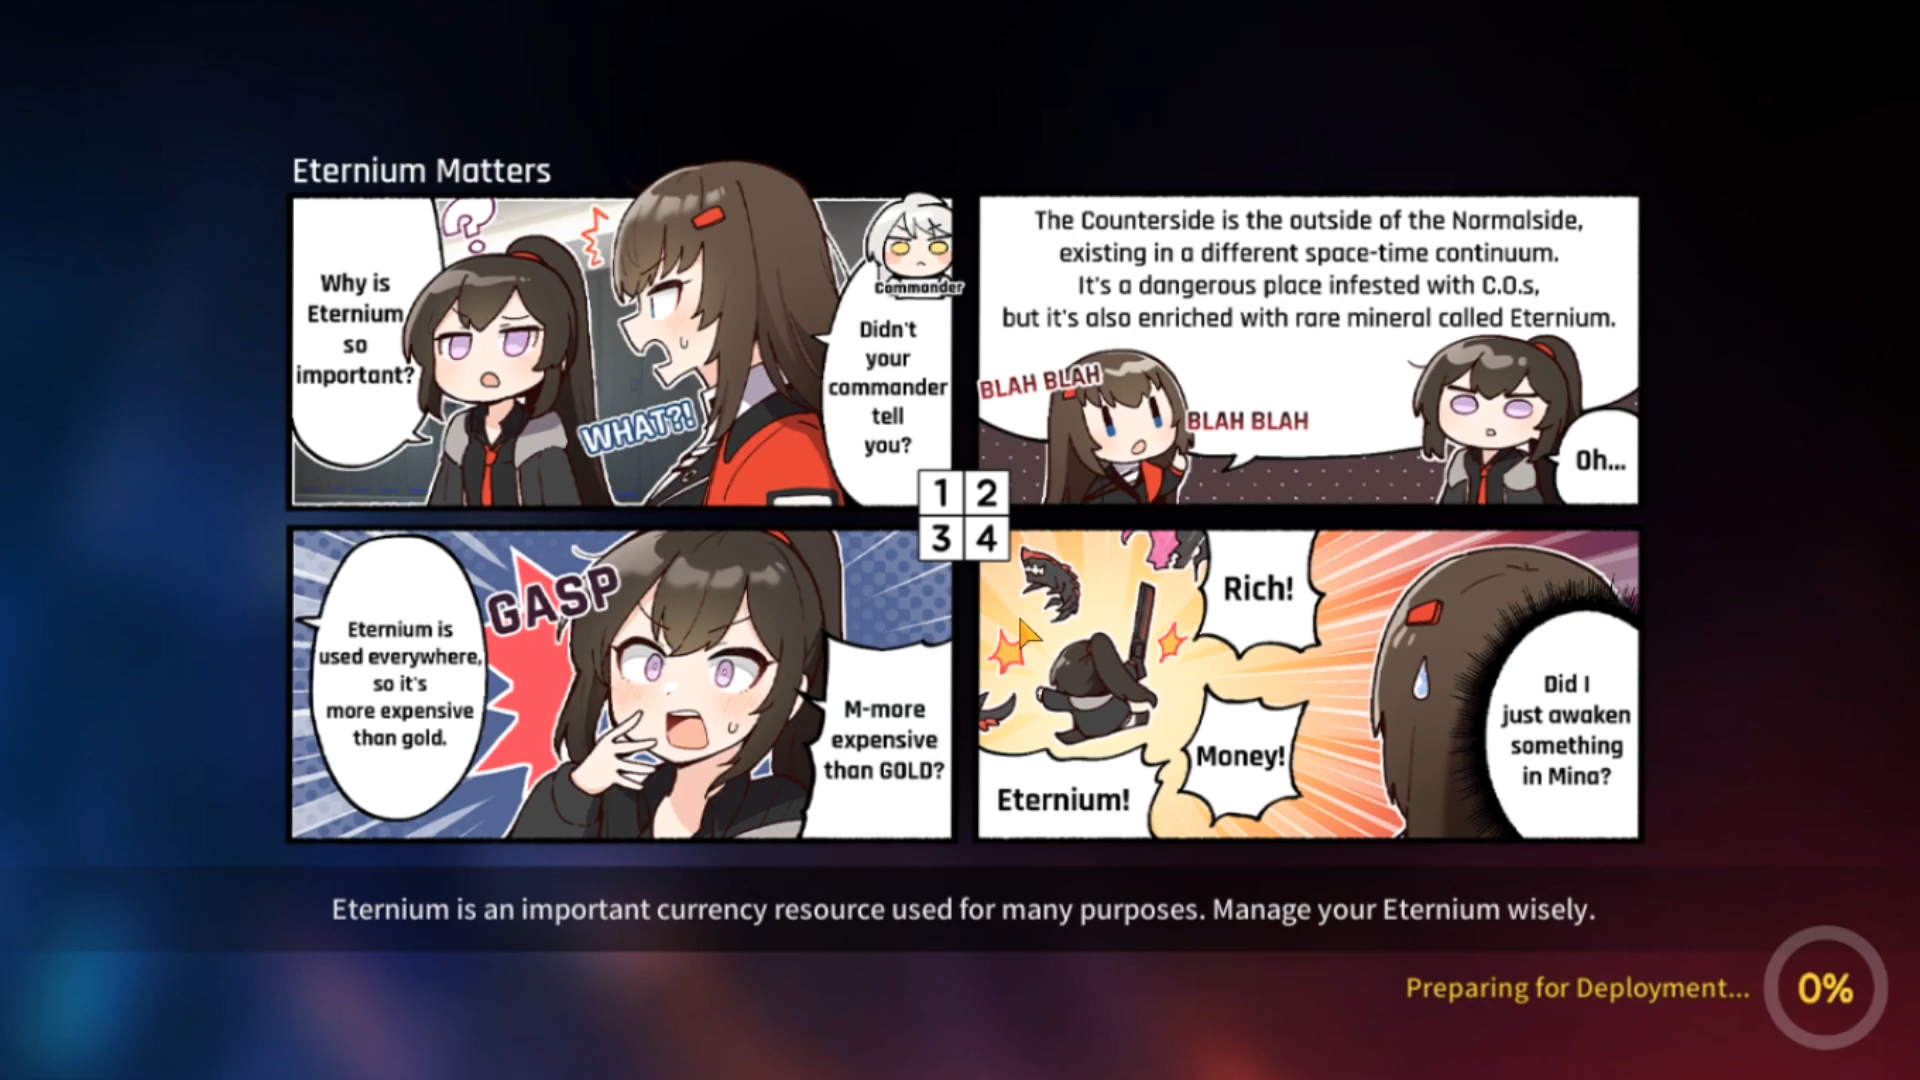 Eternium Matters
Why is
Eternium
so
important?
WHAT?!
Commander
Didn't
your
commander
tell
you?
The Counterside is the outside of the Normalside,
existing in a different space-time continuum.
It's a dangerous place infested with C.O.s,
but it's also enriched with rare mineral called Eternium.
BLAH BLAH
BLAH BLAH
Oh...
1 2
3 4
Eternium is
used everywhere,
so it's
more expensive
than gold.
GASP
M-more
expensive
than GOLD?
Rich!
Money!
Eternium!
Did I
just awaken
something
in Mina?
Eternium is an important currency resource used for many purposes. Manage your Eternium wisely.
Preparing for Deployment...
0%